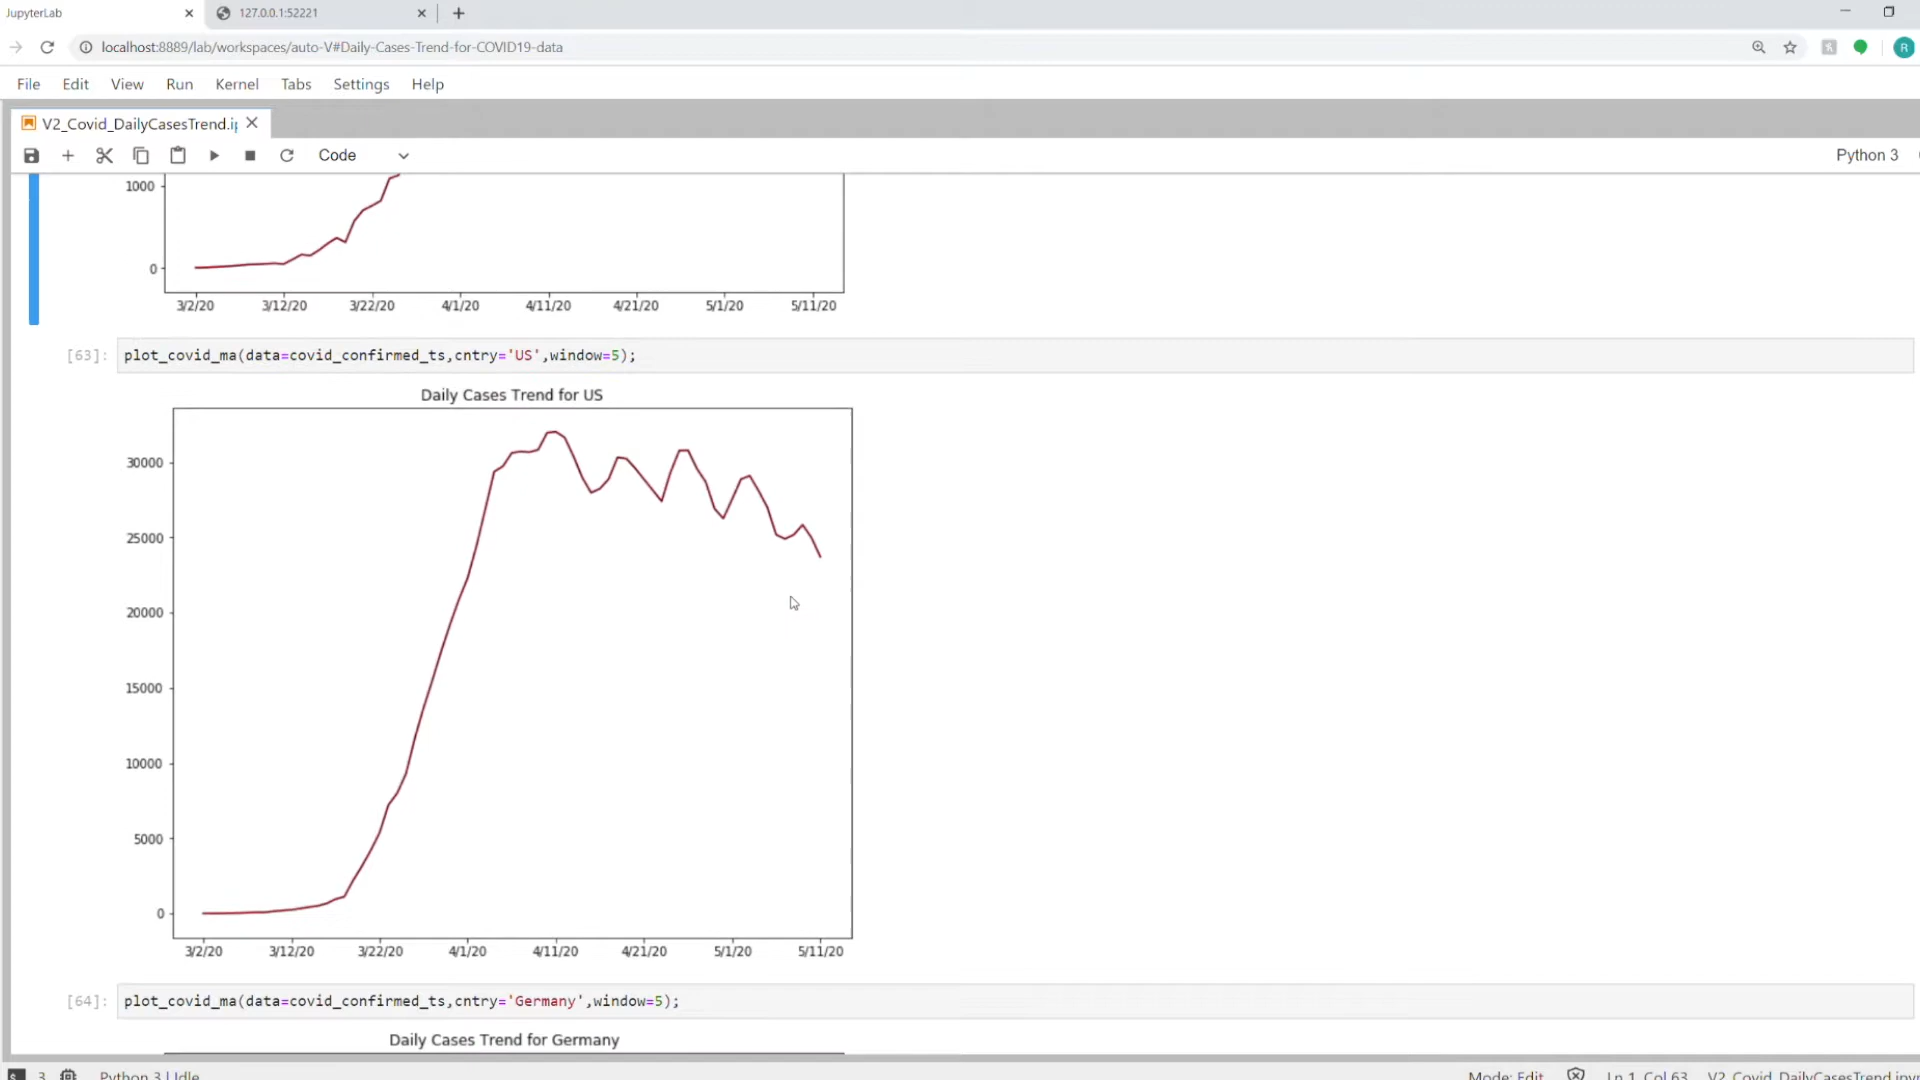 JupyterLab
127.0.0.1:52221
localhost:8889/lab/workspaces/auto-V#Daily-Cases-Trend-for-COVID19-data
R
File Edit View Run Kernel Tabs Settings Help
V2_Covid_DailyCasesTrend.ip
Code
Python 3
1000
0
3/2/20 3/12/20 3/22/20 4/1/20 4/11/20 4/21/20 5/1/20 5/11/20
[63]: plot_covid_ma(data=covid_confirmed_ts,cntry='US',window=5);
Daily Cases Trend for US
30000
25000
20000
15000
10000
5000
0
3/2/20 3/12/20 3/22/20 4/1/20 4/11/20 4/21/20 5/1/20 5/11/20
[64]: plot_covid_ma(data=covid_confirmed_ts,cntry='Germany',window=5);
Daily Cases Trend for Germany
3 Python 3 | Idle Mode: Edit Ln 1, Col 63 V2_Covid_DailyCasesTrend.ipyn